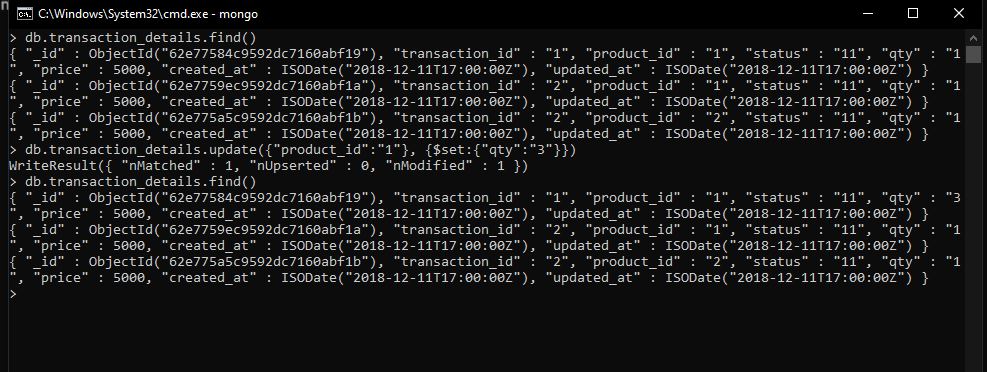 C:\Windows\System32\cmd.exe - mongo
> db.transaction_details.find()
{ "_id" : ObjectId("62e77584c9592dc7160abf19"), "transaction_id" : "1", "product_id" : "1", "status" : "11", "qty" : "1
", "price" : 5000, "created_at" : ISODate("2018-12-11T17:00:00Z"), "updated_at" : ISODate("2018-12-11T17:00:00Z") }
{ "_id" : ObjectId("62e7759ec9592dc7160abf1a"), "transaction_id" : "2", "product_id" : "1", "status" : "11", "qty" : "1
", "price" : 5000, "created_at" : ISODate("2018-12-11T17:00:00Z"), "updated_at" : ISODate("2018-12-11T17:00:00Z") }
{ "_id" : ObjectId("62e775a5c9592dc7160abf1b"), "transaction_id" : "2", "product_id" : "2", "status" : "11", "qty" : "1
", "price" : 5000, "created_at" : ISODate("2018-12-11T17:00:00Z"), "updated_at" : ISODate("2018-12-11T17:00:00Z") }
> db.transaction_details.update({"product_id":"1"}, {$set:{"qty":"3"}})
WriteResult({ "nMatched" : 1, "nUpserted" : 0, "nModified" : 1 })
> db.transaction_details.find()
{ "_id" : ObjectId("62e77584c9592dc7160abf19"), "transaction_id" : "1", "product_id" : "1", "status" : "11", "qty" : "3
", "price" : 5000, "created_at" : ISODate("2018-12-11T17:00:00Z"), "updated_at" : ISODate("2018-12-11T17:00:00Z") }
{ "_id" : ObjectId("62e7759ec9592dc7160abf1a"), "transaction_id" : "2", "product_id" : "1", "status" : "11", "qty" : "1
", "price" : 5000, "created_at" : ISODate("2018-12-11T17:00:00Z"), "updated_at" : ISODate("2018-12-11T17:00:00Z") }
{ "_id" : ObjectId("62e775a5c9592dc7160abf1b"), "transaction_id" : "2", "product_id" : "2", "status" : "11", "qty" : "1
", "price" : 5000, "created_at" : ISODate("2018-12-11T17:00:00Z"), "updated_at" : ISODate("2018-12-11T17:00:00Z") }
>